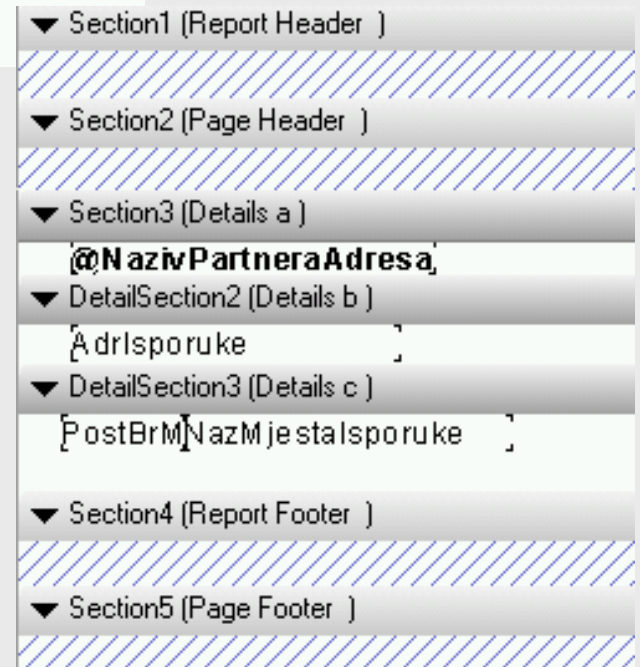 Section1 (Report Header )
Section2 (Page Header )
Section3 (Details a )
@NazivPartneraAdresa
DetailSection2 (Details b )
AdrIsporuke
DetailSection3 (Details c )
PostBrM NazMjestaIsporuke
Section4 (Report Footer )
Section5 (Page Footer )